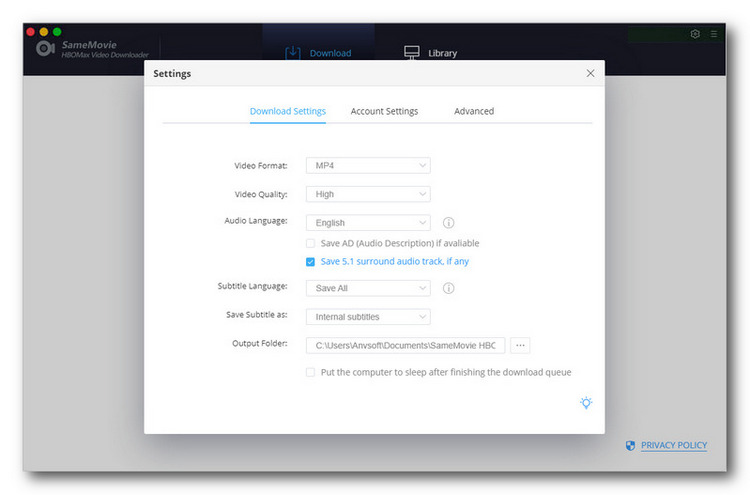 SameMovie
HBOMax Video Downloader
Download
Library
Settings
Download Settings
Account Settings
Advanced
Video Format:
MP4
Video Quality:
High
Audio Language:
English
Save AD (Audio Description) if avaliable
Save 5.1 surround audio track, if any
Subtitle Language:
Save All
Save Subtitle as:
Internal subtitles
Output Folder:
C:\Users\Anvsoft\Documents\SameMovie HBC
...
Put the computer to sleep after finishing the download queue
PRIVACY POLICY